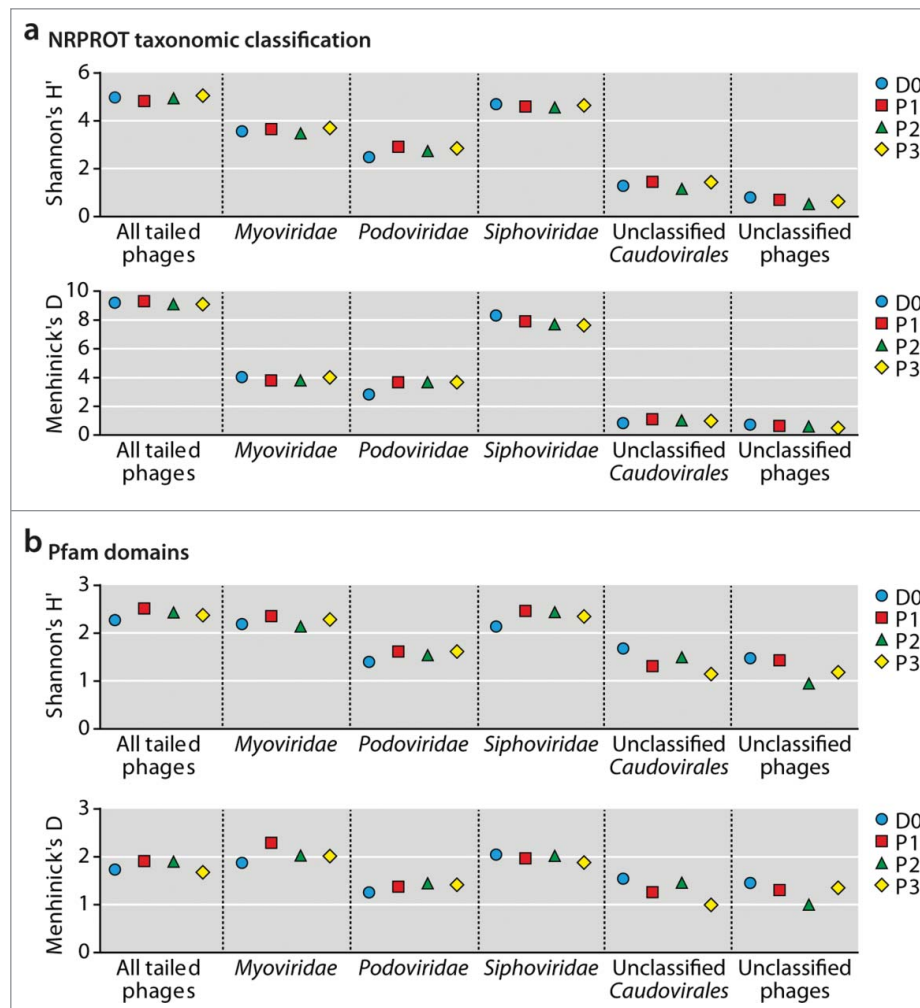 a NRPROT taxonomic classification
Shannon's H'
6
4
2
0
All tailed phages
Myoviridae
Podoviridae
Siphoviridae
Unclassified Caudovirales
Unclassified phages
D0
P1
P2
P3
Menhinick's D
10
8
6
4
2
0
All tailed phages
Myoviridae
Podoviridae
Siphoviridae
Unclassified Caudovirales
Unclassified phages
D0
P1
P2
P3
b Pfam domains
Shannon's H'
3
2
1
0
All tailed phages
Myoviridae
Podoviridae
Siphoviridae
Unclassified Caudovirales
Unclassified phages
D0
P1
P2
P3
Menhinick's D
3
2
1
0
All tailed phages
Myoviridae
Podoviridae
Siphoviridae
Unclassified Caudovirales
Unclassified phages
D0
P1
P2
P3